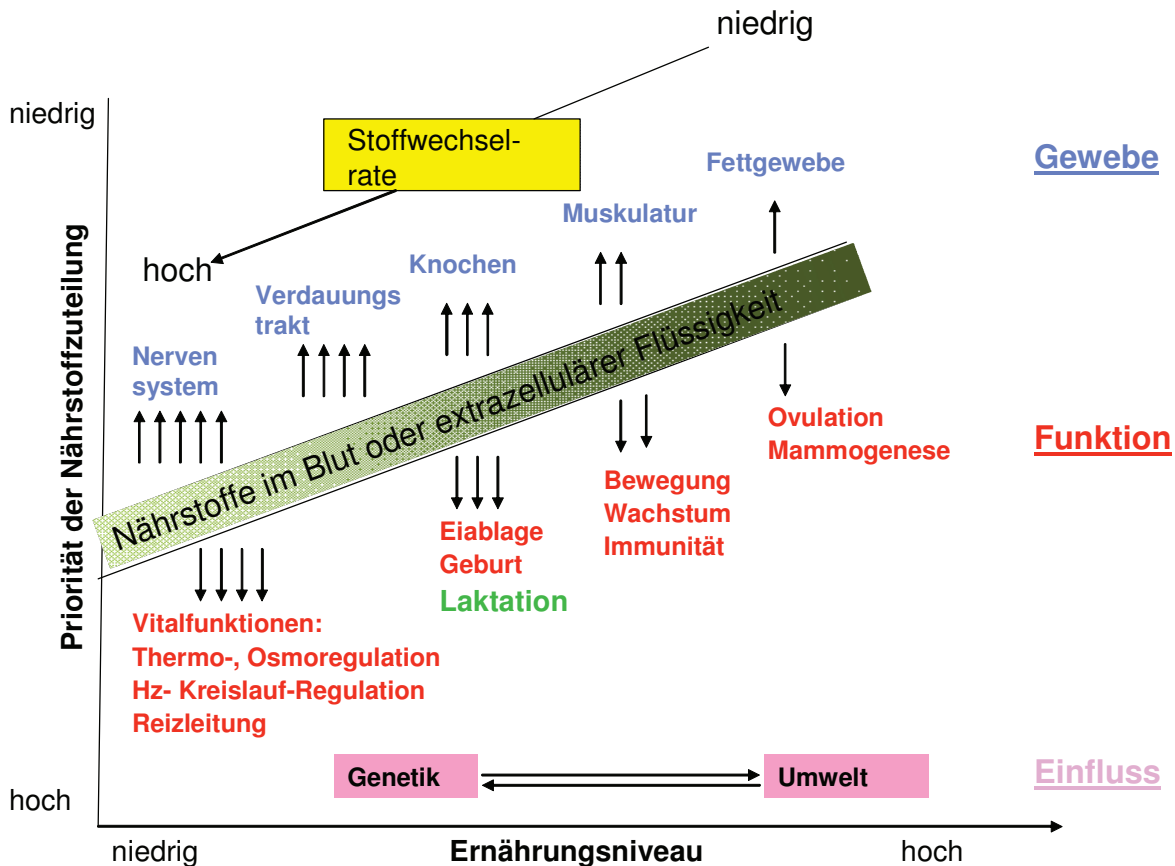 niedrig
niedrig
Stoffwechsel-
rate
Gewebe
Fettgewebe
Muskulatur
Knochen
hoch
Verdauungs
trakt
Nerven
system
Priorität der Nährstoffzuteilung
Nährstoffe im Blut oder extrazellulärer Flüssigkeit
Funktion
Ovulation
Mammogenese
Bewegung
Wachstum
Immunität
Eiablage
Geburt
Laktation
Vitalfunktionen:
Thermo-, Osmoregulation
Hz- Kreislauf-Regulation
Reizleitung
Genetik
Umwelt
Einfluss
hoch
niedrig
Ernährungsniveau
hoch